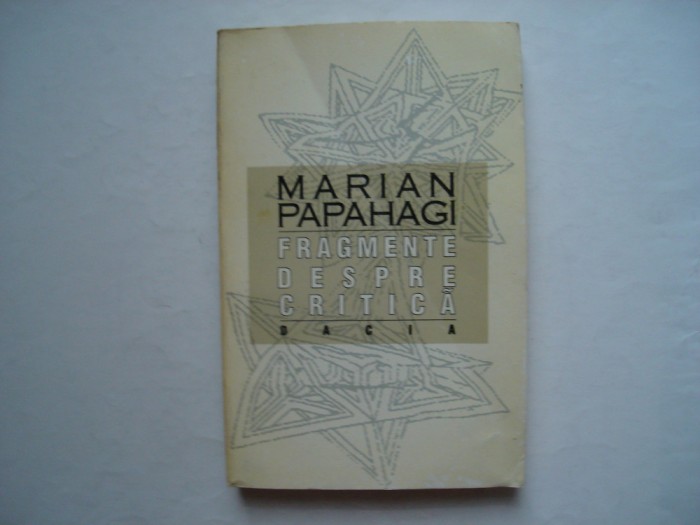 MARIAN
PAPAHAGI
FRAGMENTE
DESPRE
CRITICĂ
DACIA